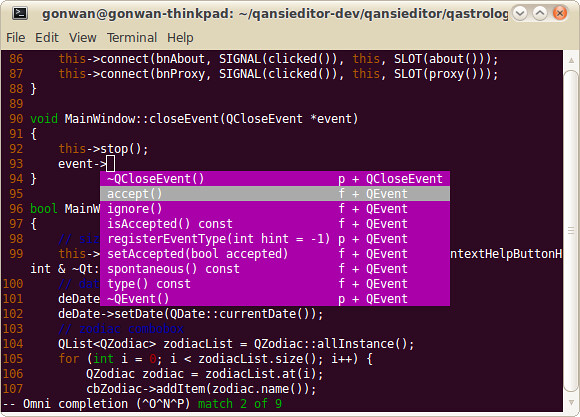 gonwan@gonwan-thinkpad: ~/qansieditor-dev/qansieditor/qastrolog
File Edit View Terminal Help
86 this->connect(bnAbout, SIGNAL(clicked()), this, SLOT(about()));
87 this->connect(bnProxy, SIGNAL(clicked()), this, SLOT(proxy()));
88 }
89
90 void MainWindow::closeEvent(QCloseEvent *event)
91 {
92 this->stop();
93 event->
94 } ~QCloseEvent() p + QCloseEvent
95 accept() f + QEvent
96 bool MainW ignore() f + QEvent
97 { isAccepted() const f + QEvent
98 // registerEventType(int hint = -1) p + QEvent
99 this-> setAccepted(bool accepted) f + QEvent ntextHelpButtonH
int & ~Qt: spontaneous() const f + QEvent
100 // type() const f + QEvent
101 deDate ~QEvent() p + QEvent
102 deDate->setDate(QDate::currentDate());
103 // zodiac combobox
104 QList<QZodiac> zodiacList = QZodiac::allInstance();
105 for (int i = 0; i < zodiacList.size(); i++) {
106 QZodiac zodiac = zodiacList.at(i);
107 cbZodiac->addItem(zodiac.name());
-- Omni completion (^O^N^P) match 2 of 9